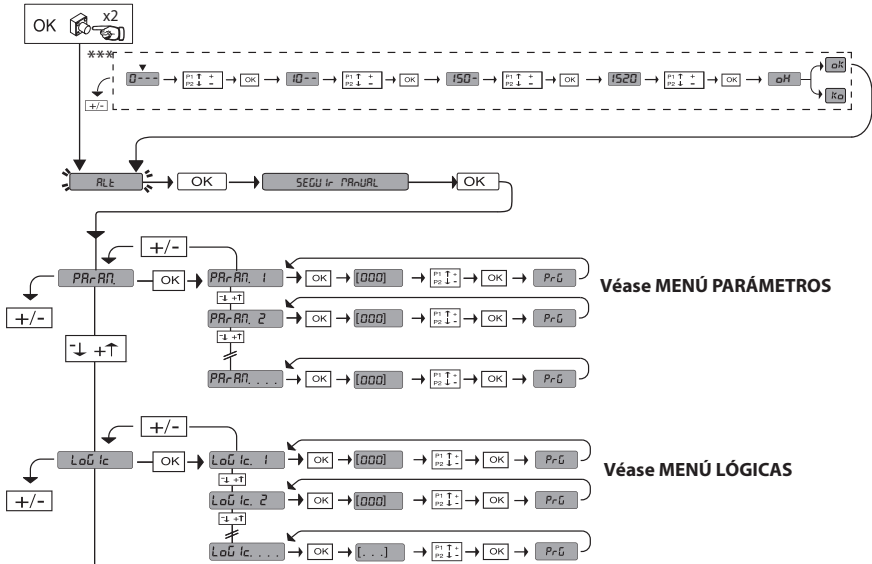 OK x2
***
0--- P1 ↑ + P2 ↓ - OK 10-- P1 ↑ + P2 ↓ - OK 150- P1 ↑ + P2 ↓ - OK 1520 P1 ↑ + P2 ↓ - OK oK
ok
Ko
+/-
ALt OK SEGUIr MAnUAL OK
+/-
PArAM. OK PArAM. 1 OK [000] P1 ↑ + P2 ↓ - OK PrG
Véase MENÚ PARÁMETROS
+/-
-↓ +↑
PArAM. 2 OK [000] P1 ↑ + P2 ↓ - OK PrG
-↓ +↑
-↓ +↑
PArAM. . . . OK [000] P1 ↑ + P2 ↓ - OK PrG
+/-
LoGIc OK LoGIc. 1 OK [000] P1 ↑ + P2 ↓ - OK PrG
Véase MENÚ LÓGICAS
+/-
-↓ +↑
LoGIc. 2 OK [000] P1 ↑ + P2 ↓ - OK PrG
-↓ +↑
LoGIc. . . . OK [. . .] P1 ↑ + P2 ↓ - OK PrG